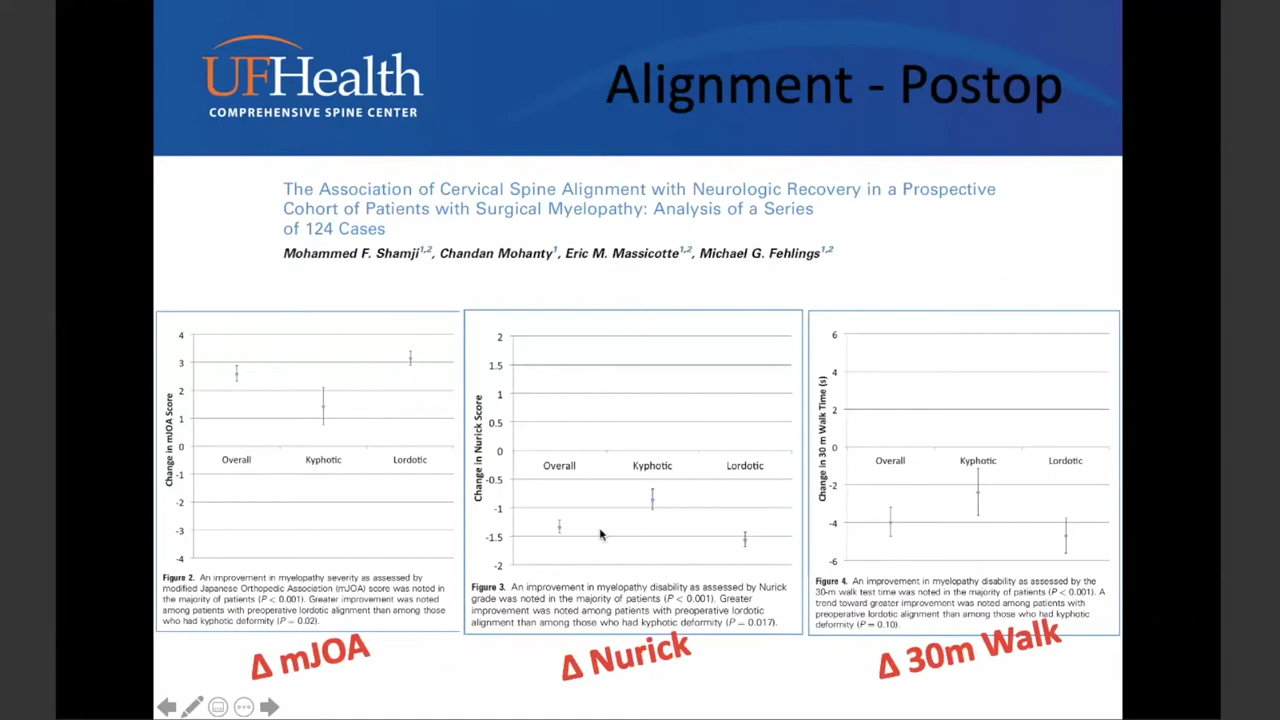 UFHealth
COMPREHENSIVE SPINE CENTER
Alignment - Postop
The Association of Cervical Spine Alignment with Neurologic Recovery in a Prospective
Cohort of Patients with Surgical Myelopathy: Analysis of a Series
of 124 Cases
Mohammed F. Shamji1,2, Chandan Mohanty1, Eric M. Massicotte1,2, Michael G. Fehlings1,2
Change in mJOA Score
4
3
2
1
0
-1
-2
-3
-4
Overall Kyphotic Lordotic
Figure 2. An improvement in myelopathy severity as assessed by
modified Japanese Orthopedic Association (mJOA) score was noted in
the majority of patients (P < 0.001). Greater improvement was noted
among patients with preoperative lordotic alignment than among those
who had kyphotic deformity (P = 0.02).
Δ mJOA
Change in Nurick Score
2
1.5
1
0.5
0
-0.5
-1
-1.5
-2
Overall Kyphotic Lordotic
Figure 3. An improvement in myelopathy disability as assessed by Nurick
grade was noted in the majority of patients (P < 0.001). Greater
improvement was noted among patients with preoperative lordotic
alignment than among those who had kyphotic deformity (P = 0.017).
Δ Nurick
Change in 30 m Walk Time (s)
6
4
2
0
-2
-4
-6
Overall Kyphotic Lordotic
Figure 4. An improvement in myelopathy disability as assessed by the
30-m walk test time was noted in the majority of patients (P < 0.001). A
trend toward greater improvement was noted among patients with
preoperative lordotic alignment than among those who had kyphotic
deformity (P = 0.10).
Δ 30m Walk